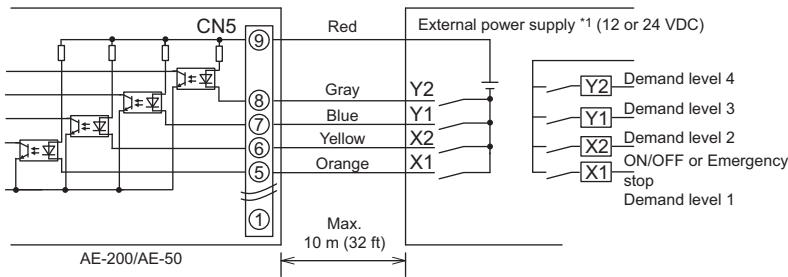 CN5
Red
External power supply *1 (12 or 24 VDC)
⑨
Gray
Y2
⑧
Blue
Y1
⑦
Yellow
X2
⑥
Orange
X1
⑤
①
Max.
10 m (32 ft)
AE-200/AE-50
Y2
Demand level 4
Y1
Demand level 3
X2
Demand level 2
X1
ON/OFF or Emergency
stop
Demand level 1